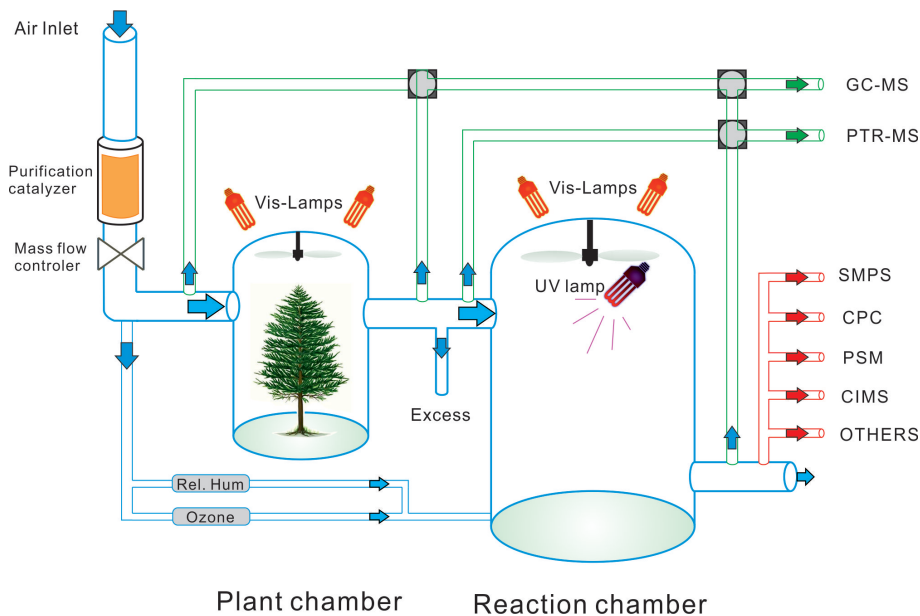 Air Inlet
GC-MS
PTR-MS
Purification
catalyzer
Vis-Lamps
Vis-Lamps
Mass flow
controler
UV lamp
SMPS
CPC
PSM
CIMS
OTHERS
Excess
Rel. Hum
Ozone
Plant chamber
Reaction chamber